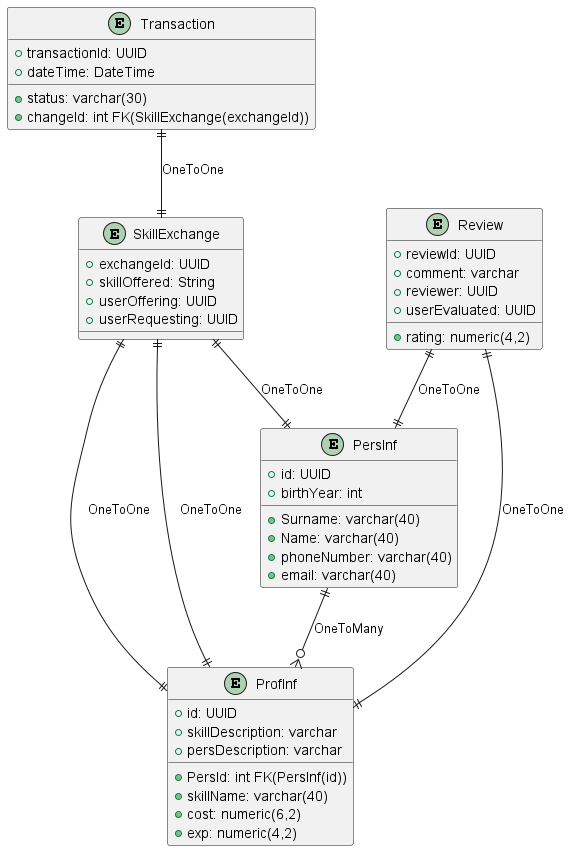 E Transaction
transactionId: UUID
dateTime: DateTime
status: varchar(30)
changeId: int FK(SkillExchange(exchangeId))
OneToOne
E SkillExchange
exchangeId: UUID
skillOffered: String
userOffering: UUID
userRequesting: UUID
E Review
reviewId: UUID
comment: varchar
reviewer: UUID
userEvaluated: UUID
rating: numeric(4,2)
OneToOne
OneToOne
E PersInf
id: UUID
birthYear: int
Surname: varchar(40)
Name: varchar(40)
phoneNumber: varchar(40)
email: varchar(40)
OneToOne
OneToOne
OneToOne
OneToMany
E ProfInf
id: UUID
skillDescription: varchar
persDescription: varchar
PersId: int FK(PersInf(id))
skillName: varchar(40)
cost: numeric(6,2)
exp: numeric(4,2)